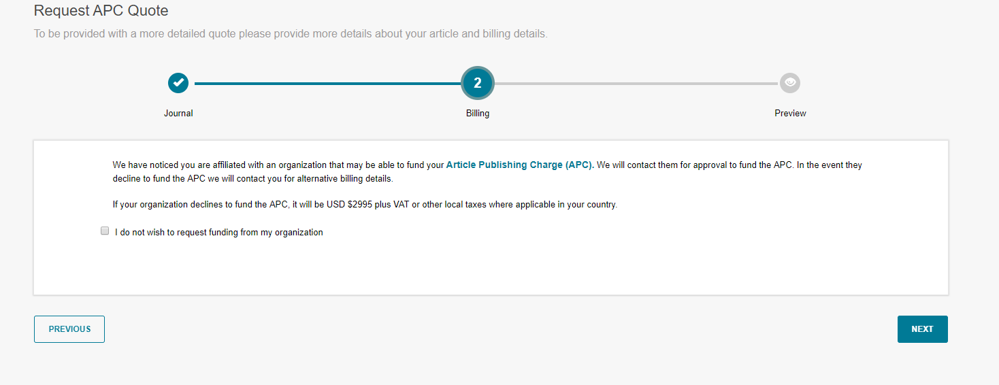 Request APC Quote
To be provided with a more detailed quote please provide more details about your article and billing details.
2
Journal
Billing
Preview
We have noticed you are affiliated with an organization that may be able to fund your Article Publishing Charge (APC). We will contact them for approval to fund the APC. In the event they
decline to fund the APC we will contact you for alternative billing details.
If your organization declines to fund the APC, it will be USD $2995 plus VAT or other local taxes where applicable in your country.
I do not wish to request funding from my organization
PREVIOUS
NEXT